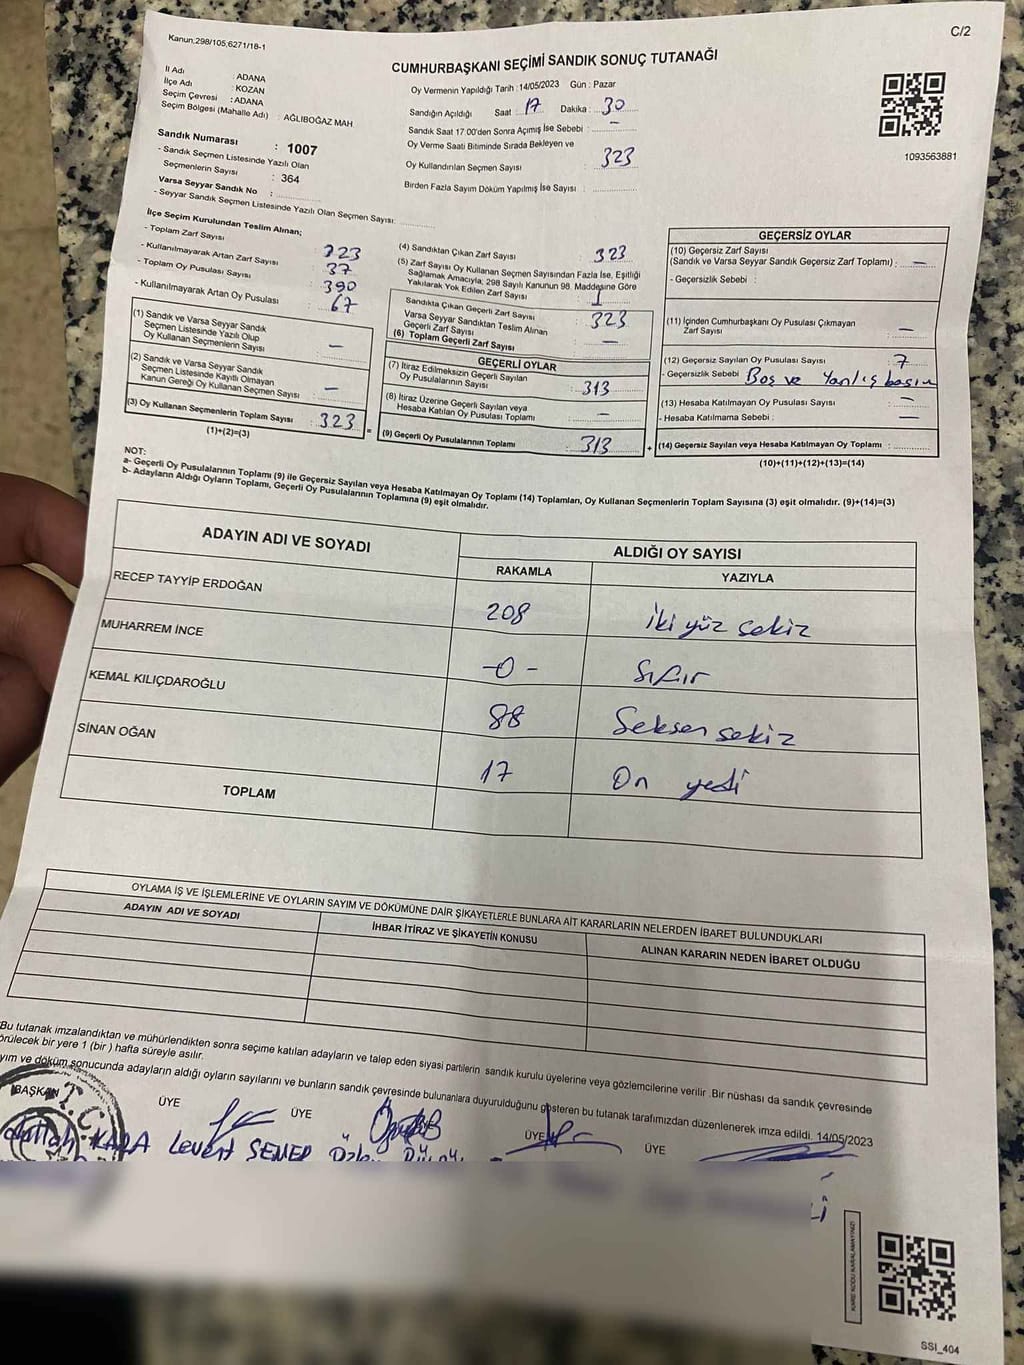 C/2
Kanun;298/105,6271/18-1
CUMHURBAŞKANI SEÇİMİ SANDIK SONUÇ TUTANAĞI
İl Adı : ADANA
İlçe Adı : KOZAN
Seçim Çevresi : ADANA
Seçim Bölgesi (Mahalle Adı) : AĞLIBOĞAZ MAH
Oy Vermenin Yapıldığı Tarih :14/05/2023 Gün : Pazar
Sandığın Açıldığı Saat 17 Dakika : 30
Sandık Saat 17.00'den Sonra Açımış İse Sebebi : –
Oy Verme Saati Bitiminde Sırada Bekleyen ve
Oy Kullandırılan Seçmen Sayısı : 323
Birden Fazla Sayım Döküm Yapılmış İse Sayısı :
1093563881
Sandık Numarası : 1007
- Sandık Seçmen Listesinde Yazılı Olan
Seçmenlerin Sayısı : 364
Varsa Seyyar Sandık No :
- Seyyar Sandık Seçmen Listesinde Yazılı Olan Seçmen Sayısı:
İlçe Seçim Kurulundan Teslim Alınan;
- Toplam Zarf Sayısı :
- Kullanılmayarak Artan Zarf Sayısı : 37
- Toplam Oy Pusulası Sayısı : 390
- Kullanılmayarak Artan Oy Pusulası : 67
(1) Sandık ve Varsa Seyyar Sandık
Seçmen Listesinde Yazılı Olup
Oy Kullanan Seçmenlerin Sayısı : –
(2) Sandık ve Varsa Seyyar Sandık
Seçmen Listesinde Kayıtlı Olmayan
Kanun Gereği Oy Kullanan Seçmen Sayısı : –
(3) Oy Kullanan Seçmenlerin Toplam Sayısı : 323
(1)+(2)=(3)
(4) Sandıktan Çıkan Zarf Sayısı : 323
(5) Zarf Sayısı Oy Kullanan Seçmen Sayısından Fazla İse, Eşitliği
Sağlamak Amacıyla; 298 Sayılı Kanunun 98. Maddesine Göre
Yakılarak Yok Edilen Zarf Sayısı :
Sandıkta Çıkan Geçerli Zarf Sayısı : 323
Varsa Seyyar Sandıktan Teslim Alınan
Geçerli Zarf Sayısı : –
(6) Toplam Geçerli Zarf Sayısı :
GEÇERLİ OYLAR
(7) İtiraz Edilmeksizin Geçerli Sayılan
Oy Pusulalarının Sayısı : 313
(8) İtiraz Üzerine Geçerli Sayılan veya
Hesaba Katılan Oy Pusulaları Toplamı : –
= (9) Geçerli Oy Pusulalarının Toplamı : 313
GEÇERSİZ OYLAR
(10) Geçersiz Zarf Sayısı
(Sandık ve Varsa Seyyar Sandık Geçersiz Zarf Toplamı) : –
- Geçersizlik Sebebi :
(11) İçinden Cumhurbaşkanı Oy Pusulası Çıkmayan
Zarf Sayısı : –
(12) Geçersiz Sayılan Oy Pusulası Sayısı : 7
- Geçersizlik Sebebi Boş ve Yanlış basım
(13) Hesaba Katılmayan Oy Pusulası Sayısı : –
- Hesaba Katılmama Sebebi : –
+ (14) Geçersiz Sayılan veya Hesaba Katılmayan Oy Toplamı :
(10)+(11)+(12)+(13)=(14)
NOT:
a- Geçerli Oy Pusulalarının Toplamı (9) ile Geçersiz Sayılan veya Hesaba Katılmayan Oy Toplamı (14) Toplamları, Oy Kullanan Seçmenlerin Toplam Sayısına (3) eşit olmalıdır. (9)+(14)=(3)
b- Adayların Aldığı Oyların Toplamı, Geçerli Oy Pusulalarının Toplamına (9) eşit olmalıdır.
ADAYIN ADI VE SOYADI ALDIĞI OY SAYISI
RAKAMLA YAZIYLA
RECEP TAYYİP ERDOĞAN 208 İki yüz sekiz
MUHARREM İNCE -0- Sıfır
KEMAL KILIÇDAROĞLU 88 Seksen sekiz
SİNAN OĞAN 17 On yedi
TOPLAM
OYLAMA İŞ VE İŞLEMLERİNE VE OYLARIN SAYIM VE DÖKÜMÜNE DAİR ŞİKAYETLERLE BUNLARA AİT KARARLARIN NELERDEN İBARET BULUNDUKLARI
ADAYIN ADI VE SOYADI İHBAR İTİRAZ VE ŞİKAYETİN KONUSU ALINAN KARARIN NEDEN İBARET OLDUĞU
Bu tutanak imzalandıktan ve mühürlendikten sonra seçime katılan adayların ve talep eden siyasi partilerin sandık kurulu üyelerine veya gözlemcilerine verilir .Bir nüshası da sandık çevresinde
örülecek bir yere 1 (bir ) hafta süreyle asılır.
yım ve döküm sonucunda adayların aldığı oyların sayılarını ve bunların sandık çevresinde bulunanlara duyurulduğunu gösteren bu tutanak tarafımızdan düzenlenerek imza edildi. 14/05/2023
BAŞKAN T.C. ÜYE ÜYE ÜYE ÜYE
KARA Levent
KARE KODU KARALAMAYINIZ!
SSI_404